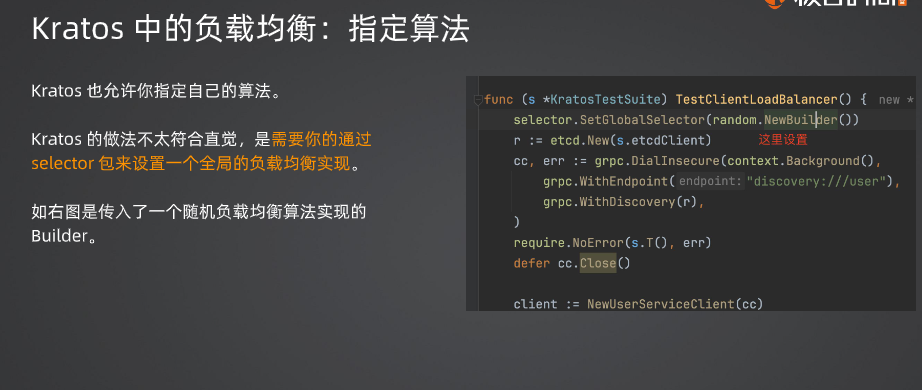 Kratos 中的负载均衡：指定算法
Kratos 也允许你指定自己的算法。
Kratos 的做法不太符合直觉，是需要你的通过
selector 包来设置一个全局的负载均衡实现。
如右图是传入了一个随机负载均衡算法实现的
Builder。
func (s *KratosTestSuite) TestClientLoadBalancer() { new *
selector.SetGlobalSelector(random.NewBuilder())
r := etcd.New(s.etcdClient) 这里设置
cc, err := grpc.DialInsecure(context.Background(),
grpc.WithEndpoint( endpoint: "discovery:///user"),
grpc.WithDiscovery(r),
)
require.NoError(s.T(), err)
defer cc.Close()
client := NewUserServiceClient(cc)